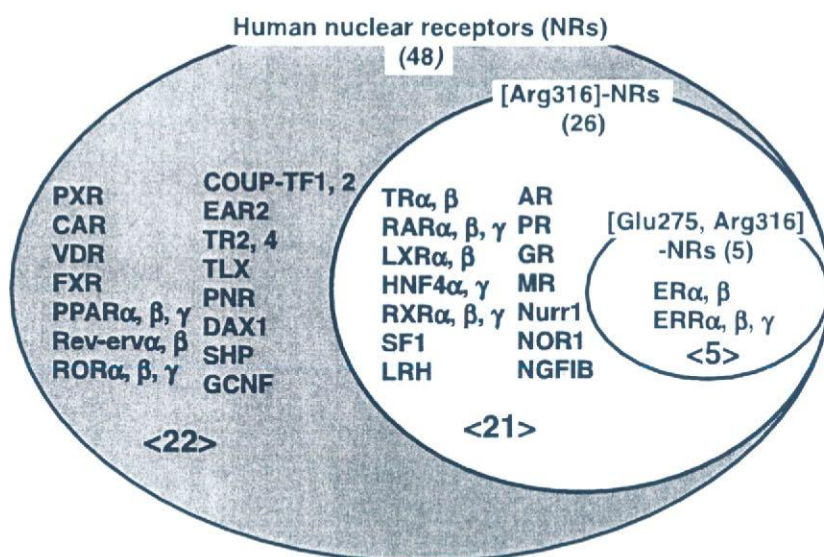 Human nuclear receptors (NRs)
(48)
[Arg316]-NRs
(26)
PXR
CAR
VDR
FXR
PPARα, β, γ
Rev-ervα, β
RORα, β, γ
COUP-TF1, 2
EAR2
TR2, 4
TLX
PNR
DAX1
SHP
GCNF
<22>
TRα, β
RARα, β, γ
LXRα, β
HNF4α, γ
RXRα, β, γ
SF1
LRH
AR
PR
GR
MR
Nurr1
NOR1
NGFIB
<21>
[Glu275, Arg316]
-NRs (5)
ERα, β
ERRα, β, γ
<5>